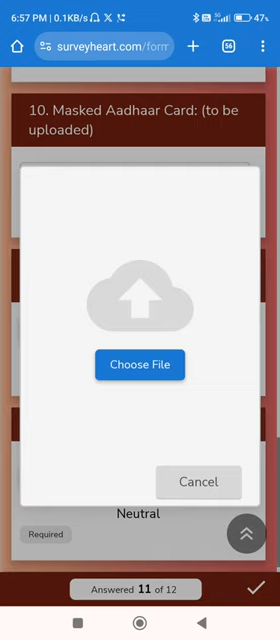 6:57 PM | 0.1KB/s
5G
47%
surveyheart.com/form
56
10. Masked Aadhaar Card: (to be
uploaded)
Choose File
Cancel
Neutral
Required
Answered 11 of 12